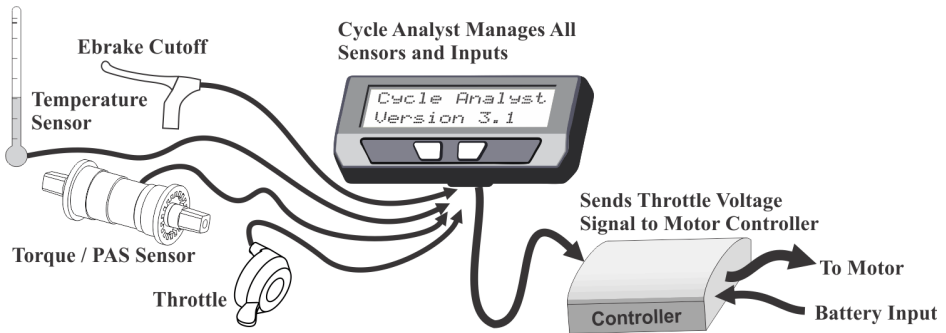 Cycle Analyst Manages All
Sensors and Inputs
Ebrake Cutoff
Temperature
Sensor
Cycle Analyst
Version 3.1
Torque / PAS Sensor
Throttle
Sends Throttle Voltage
Signal to Motor Controller
To Motor
Battery Input
Controller